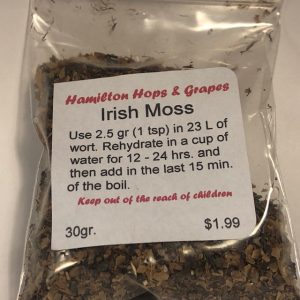 Hamilton Hops & Grapes
Irish Moss
Use 2.5 gr (1 tsp) in 23 L of
wort. Rehydrate in a cup of
water for 12 - 24 hrs. and
then add in the last 15 min.
of the boil.
Keep out of the reach of children
30gr. $1.99